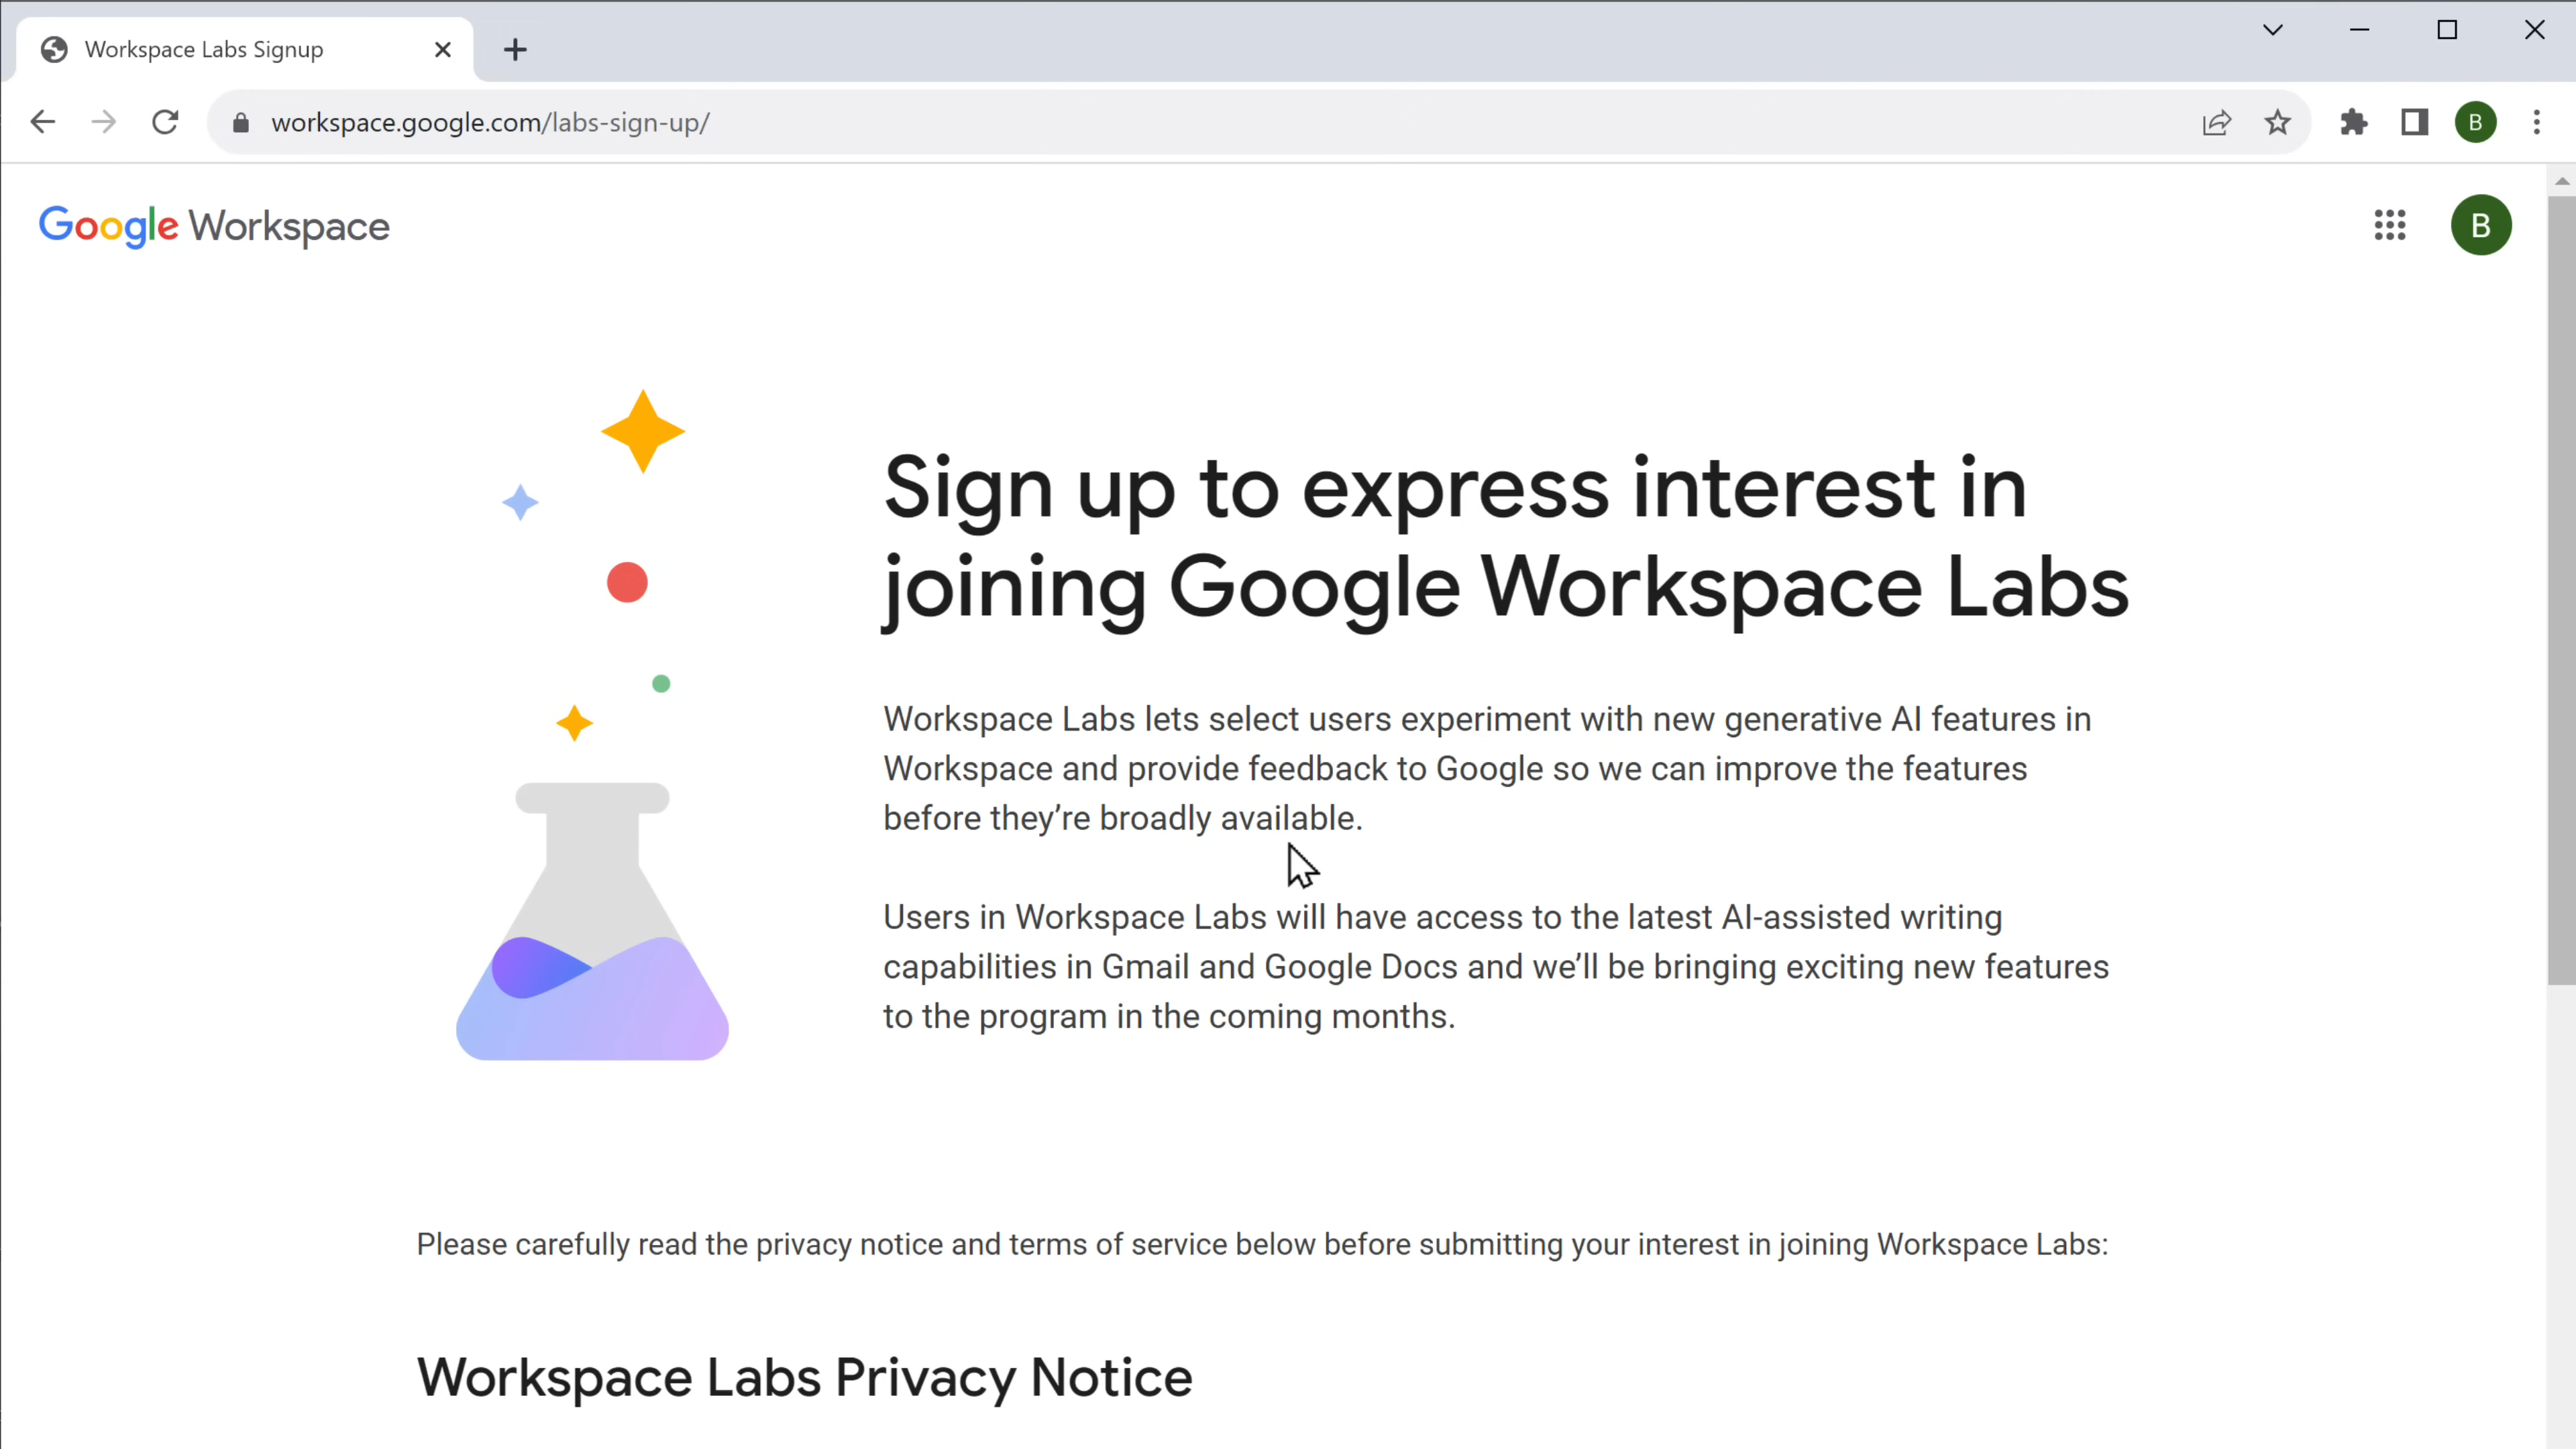 Workspace Labs Signup
workspace.google.com/labs-sign-up/
B
Google Workspace
B
Sign up to express interest in
joining Google Workspace Labs
Workspace Labs lets select users experiment with new generative AI features in
Workspace and provide feedback to Google so we can improve the features
before they’re broadly available.
Users in Workspace Labs will have access to the latest AI-assisted writing
capabilities in Gmail and Google Docs and we’ll be bringing exciting new features
to the program in the coming months.
Please carefully read the privacy notice and terms of service below before submitting your interest in joining Workspace Labs:
Workspace Labs Privacy Notice